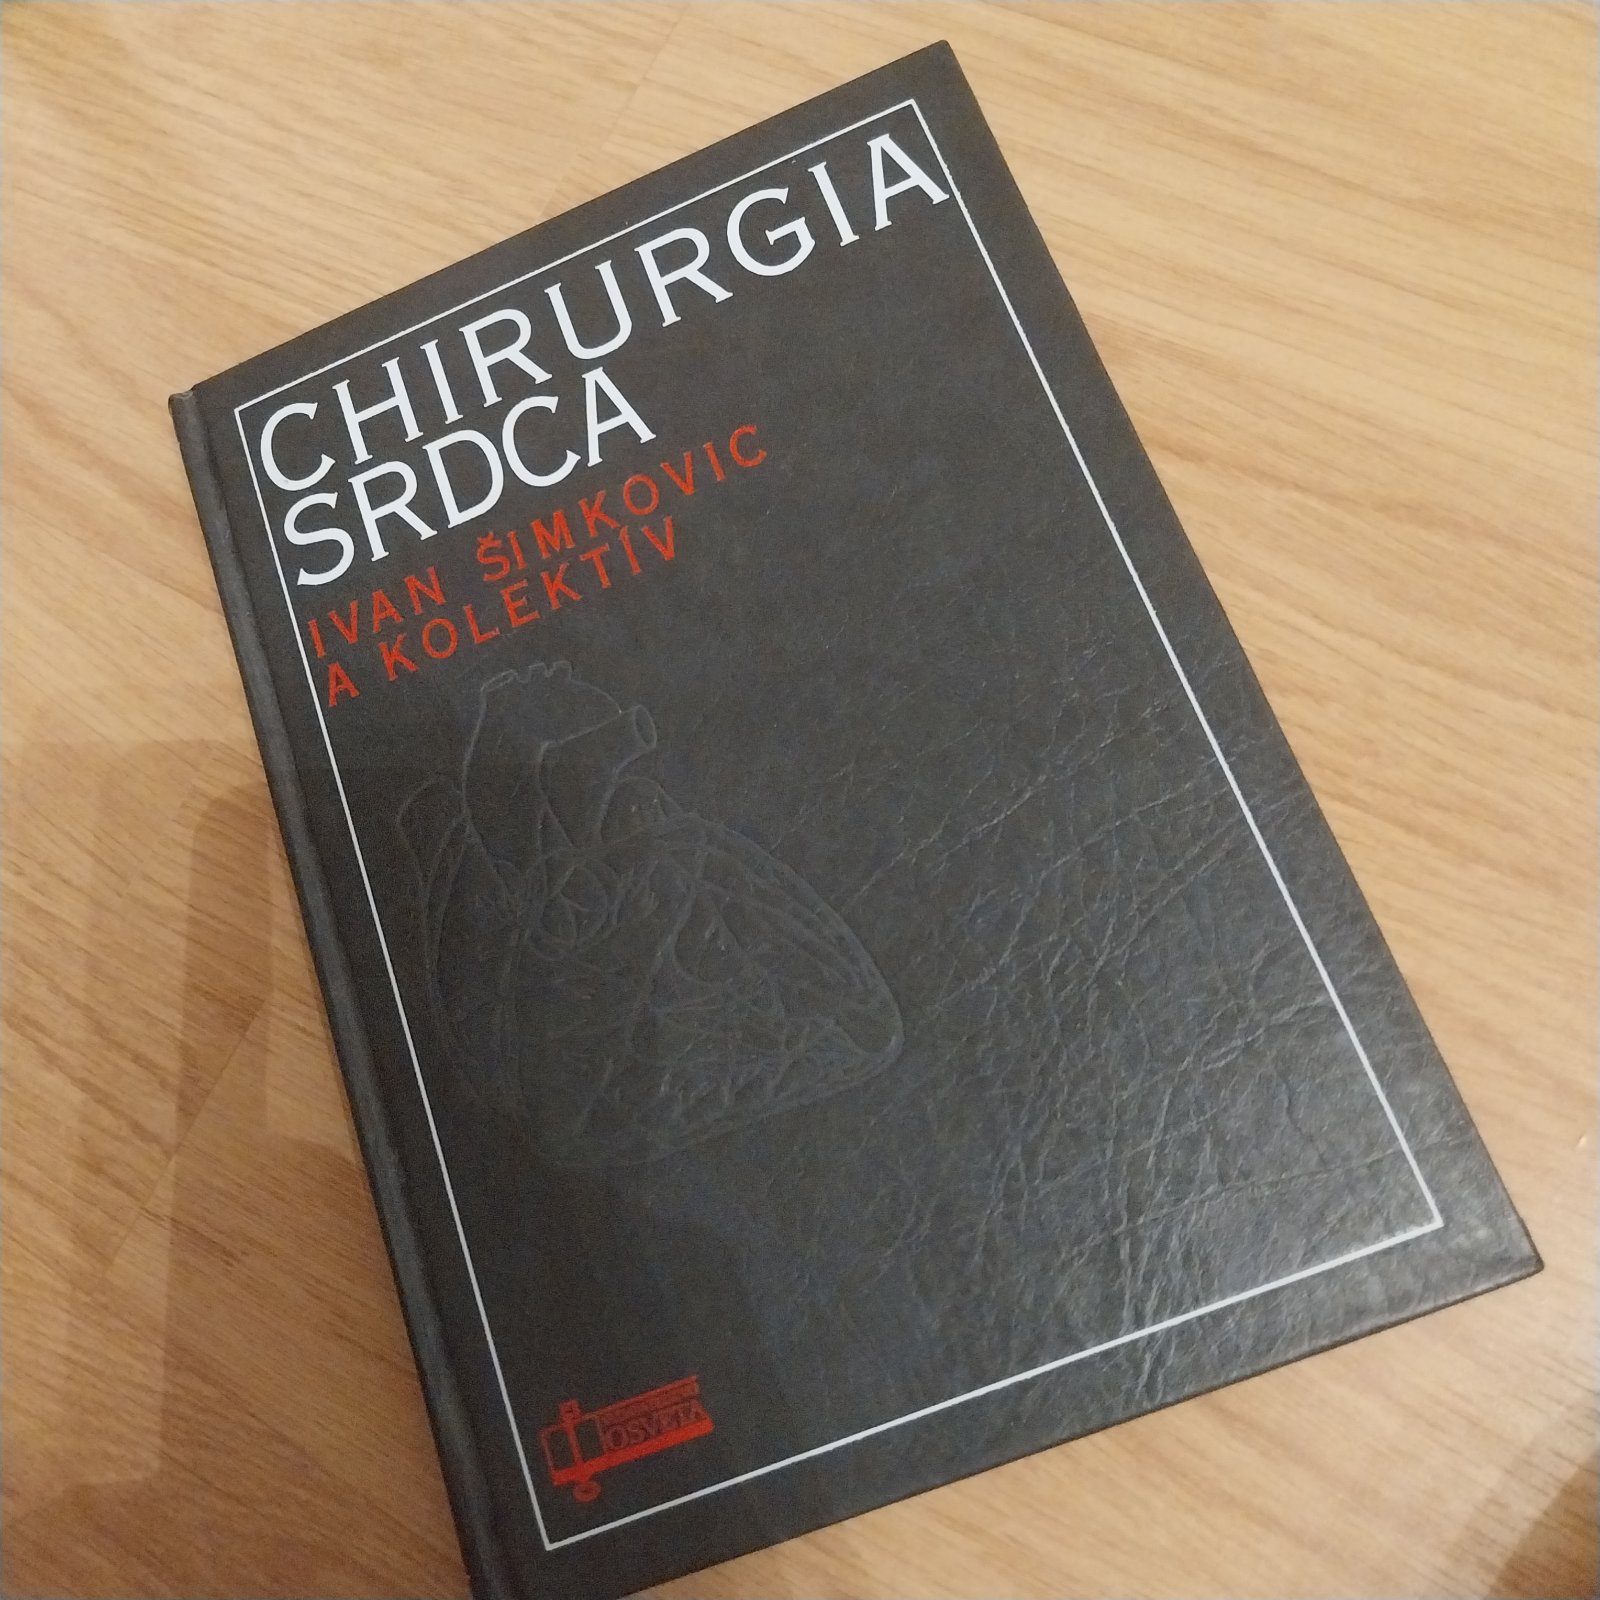 CHIRURGIA
SRDCA
IVAN ŠIMKOVIC
A KOLEKTÍV
OSVETA